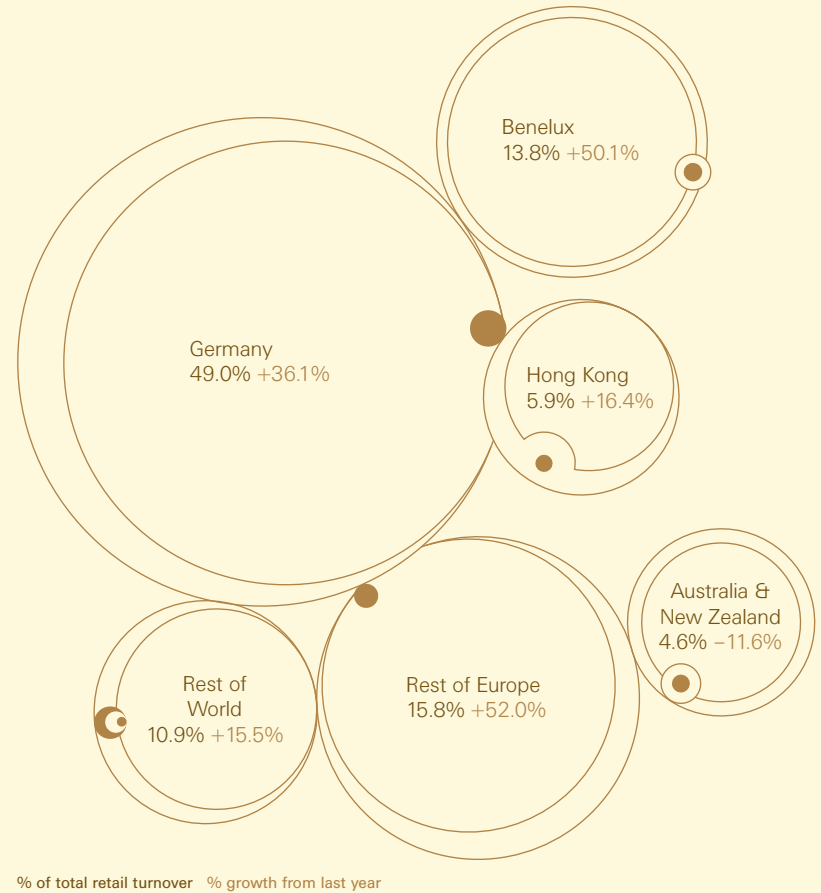 Benelux
13.8% +50.1%
Germany
49.0% +36.1%
Hong Kong
5.9% +16.4%
Australia &
New Zealand
4.6% −11.6%
Rest of
World
10.9% +15.5%
Rest of Europe
15.8% +52.0%
% of total retail turnover % growth from last year